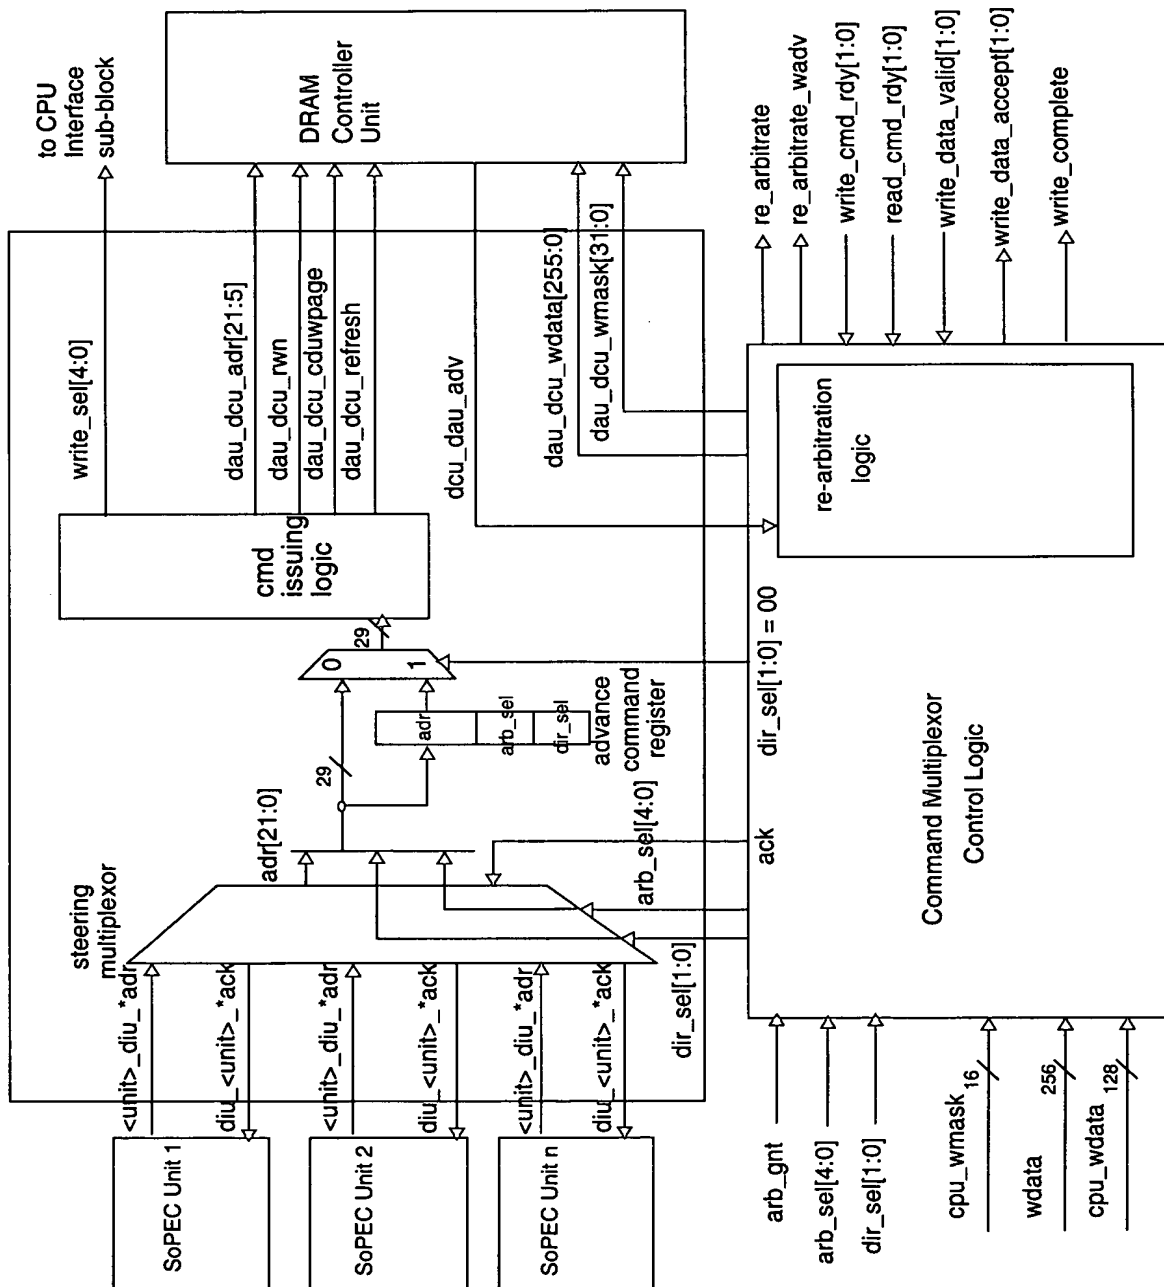 to CPU
Interface
sub-block
write_sel[4:0]
DRAM
Controller
Unit
dau_dcu_adr[21:5]
dau_dcu_rwn
dau_dcu_cduwpage
dau_dcu_refresh
dcu_dau_adv
dau_dcu_wdata[255:0]
dau_dcu_wmask[31:0]
cmd
issuing
logic
29
0
1
adr
arb_sel
dir_sel
advance
command
register
29
adr[21:0]
steering
multiplexor
<unit>_diu_*adr
diu_<unit>_*ack
<unit>_diu_*adr
diu_<unit>_*ack
<unit>_diu_*adr
diu_<unit>_*ack
SoPEC Unit 1
SoPEC Unit 2
SoPEC Unit n
dir_sel[1:0]
arb_sel[4:0]
ack
dir_sel[1:0] = 00
re-arbitration
logic
Command Multiplexor
Control Logic
re_arbitrate
re_arbitrate_wadv
write_cmd_rdy[1:0]
read_cmd_rdy[1:0]
write_data_valid[1:0]
write_data_accept[1:0]
write_complete
arb_gnt
arb_sel[4:0]
dir_sel[1:0]
cpu_wmask
16
wdata
256
cpu_wdata
128